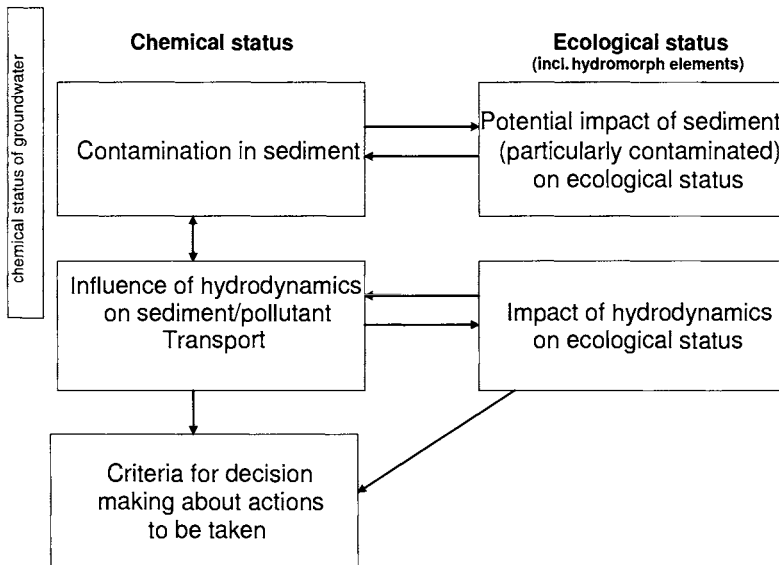 chemical status of groundwater
Chemical status
Ecological status
(incl. hydromorph elements)
Contamination in sediment
Potential impact of sediment
(particularly contaminated)
on ecological status
Influence of hydrodynamics
on sediment/pollutant
Transport
Impact of hydrodynamics
on ecological status
Criteria for decision
making about actions
to be taken